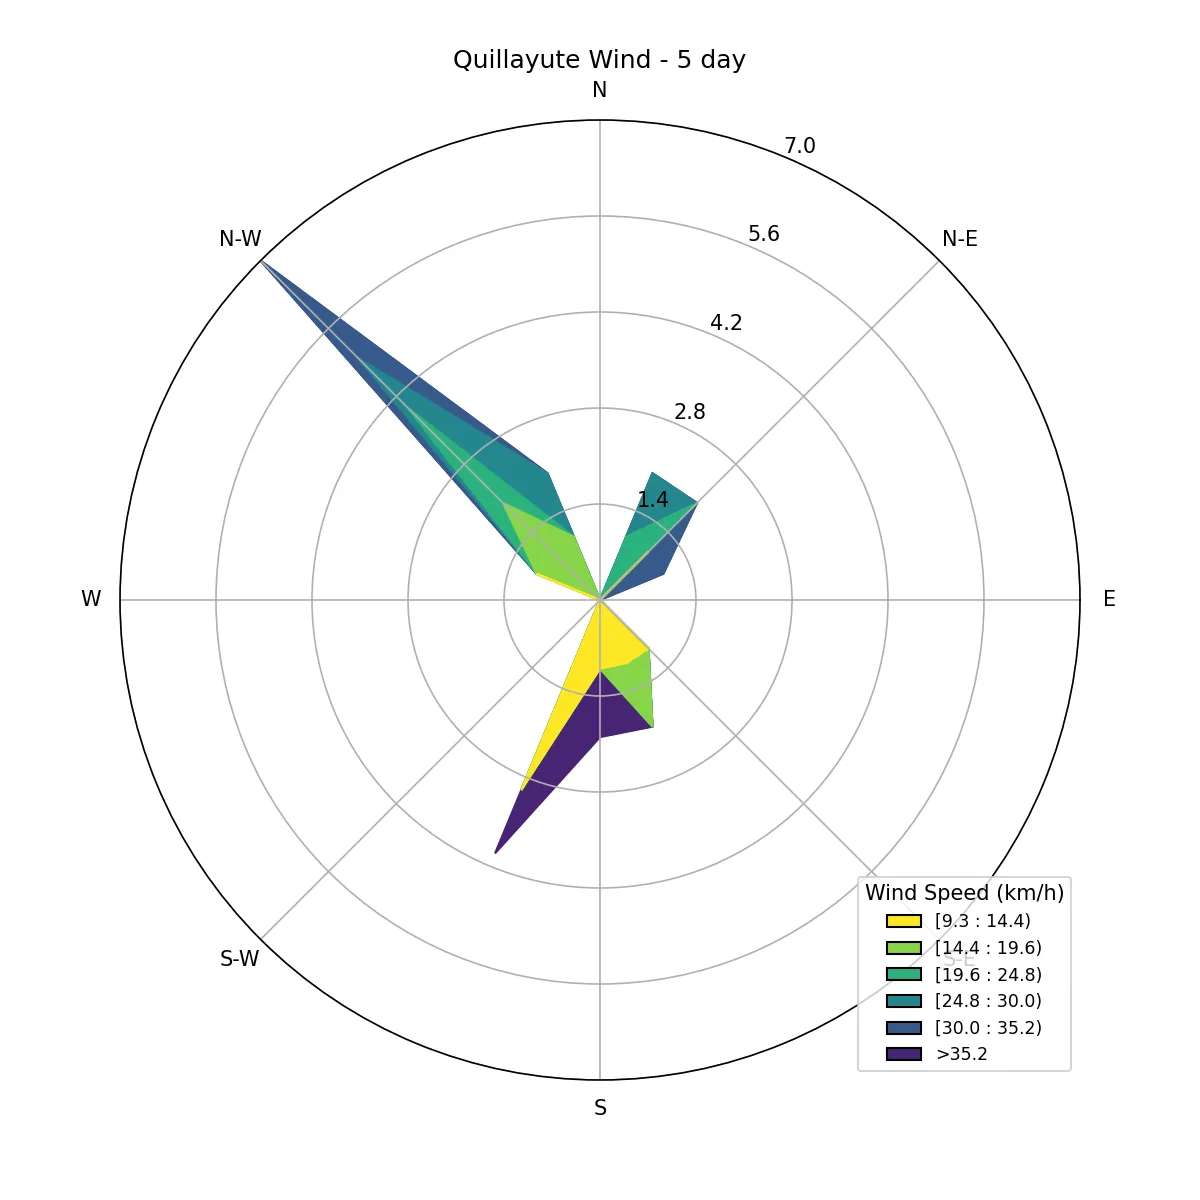 Quillayute Wind - 5 day
N
7.0
N-W
5.6
N-E
4.2
2.8
1.4
W
E
Wind Speed (km/h)
[9.3 : 14.4)
[14.4 : 19.6)
S-W
S-E
[19.6 : 24.8)
[24.8 : 30.0)
[30.0 : 35.2)
>35.2
S